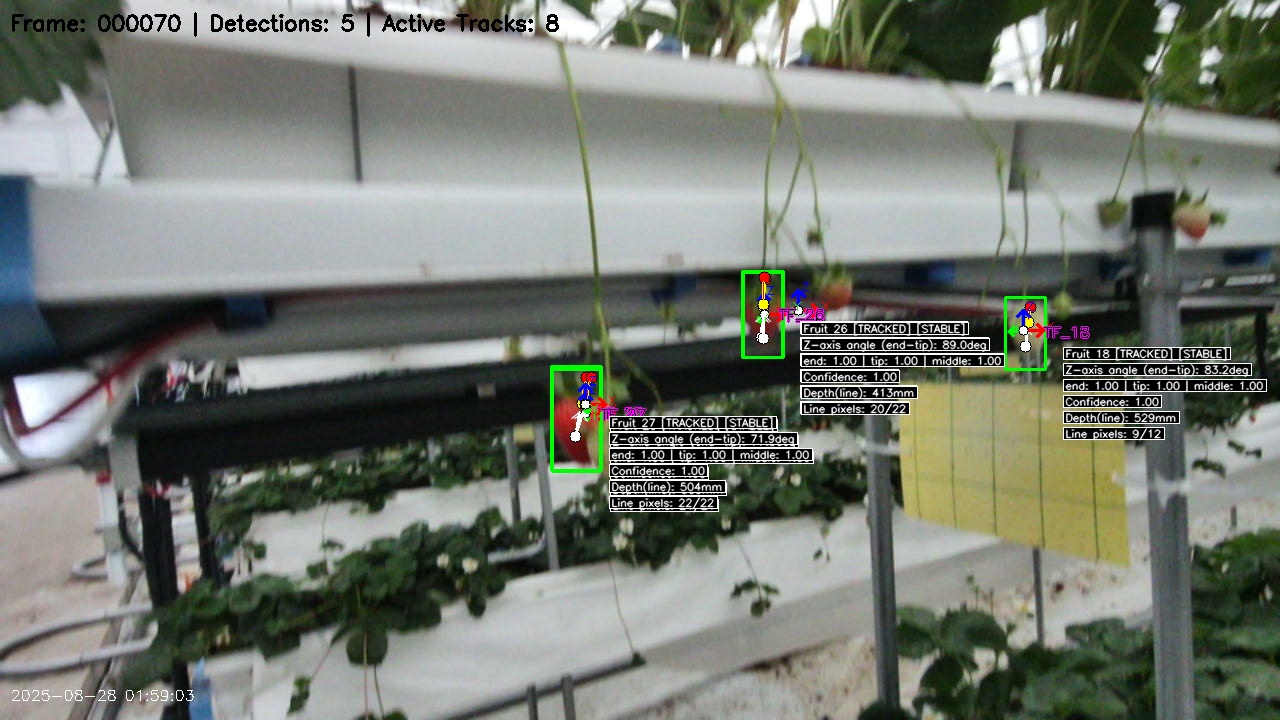 Frame: 000070 | Detections: 5 | Active Tracks: 8
Fruit 26 [TRACKED] [STABLE]
Z-axis angle (end-tip): 89.0deg
end: 1.00 | tip: 1.00 | middle: 1.00
Confidence: 1.00
Depth(line): 413mm
Line pixels: 20/22
TF_18
Fruit 18 [TRACKED] [STABLE]
Z-axis angle (end-tip): 83.2deg
end: 1.00 | tip: 1.00 | middle: 1.00
Confidence: 1.00
Depth(line): 529mm
Line pixels: 9/12
Fruit 27 [TRACKED] [STABLE]
Z-axis angle (end-tip): 71.9deg
end: 1.00 | tip: 1.00 | middle: 1.00
Confidence: 1.00
Depth(line): 504mm
Line pixels: 22/22
2025-08-28 01:59:03